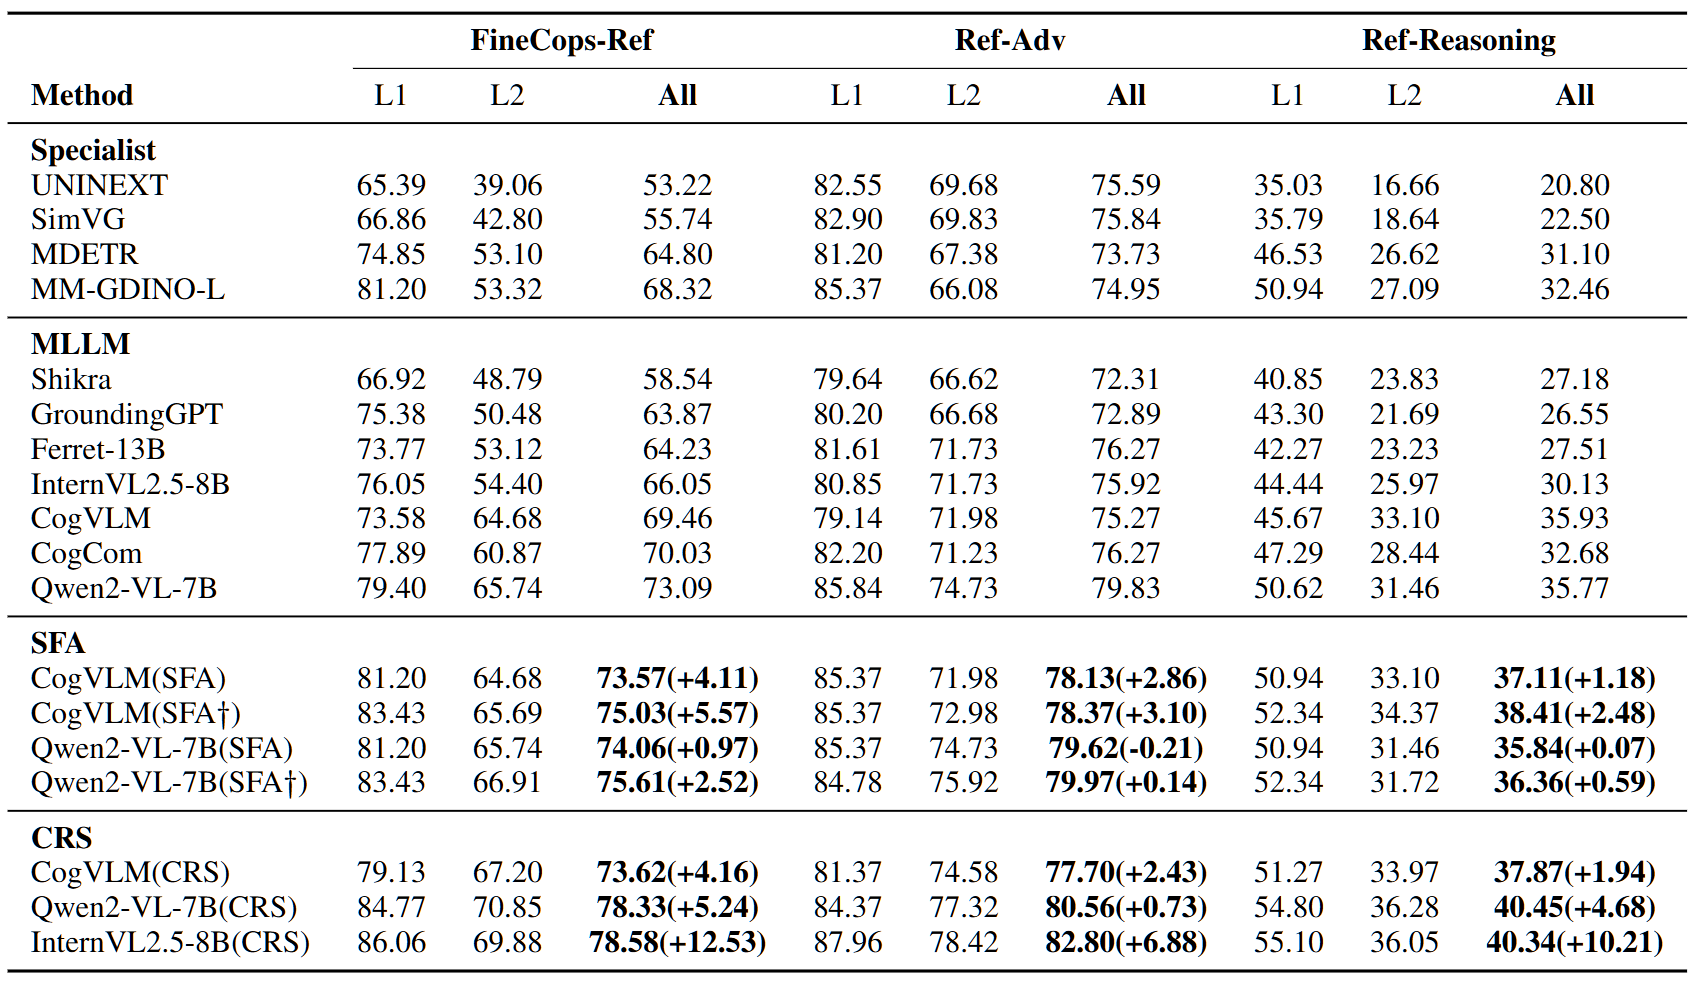 FineCops-Ref Ref-Adv Ref-Reasoning
Method L1 L2 All L1 L2 All L1 L2 All
Specialist
UNINEXT 65.39 39.06 53.22 82.55 69.68 75.59 35.03 16.66 20.80
SimVG 66.86 42.80 55.74 82.90 69.83 75.84 35.79 18.64 22.50
MDETR 74.85 53.10 64.80 81.20 67.38 73.73 46.53 26.62 31.10
MM-GDINO-L 81.20 53.32 68.32 85.37 66.08 74.95 50.94 27.09 32.46
MLLM
Shikra 66.92 48.79 58.54 79.64 66.62 72.31 40.85 23.83 27.18
GroundingGPT 75.38 50.48 63.87 80.20 66.68 72.89 43.30 21.69 26.55
Ferret-13B 73.77 53.12 64.23 81.61 71.73 76.27 42.27 23.23 27.51
InternVL2.5-8B 76.05 54.40 66.05 80.85 71.73 75.92 44.44 25.97 30.13
CogVLM 73.58 64.68 69.46 79.14 71.98 75.27 45.67 33.10 35.93
CogCom 77.89 60.87 70.03 82.20 71.23 76.27 47.29 28.44 32.68
Qwen2-VL-7B 79.40 65.74 73.09 85.84 74.73 79.83 50.62 31.46 35.77
SFA
CogVLM(SFA) 81.20 64.68 73.57(+4.11) 85.37 71.98 78.13(+2.86) 50.94 33.10 37.11(+1.18)
CogVLM(SFA†) 83.43 65.69 75.03(+5.57) 85.37 72.98 78.37(+3.10) 52.34 34.37 38.41(+2.48)
Qwen2-VL-7B(SFA) 81.20 65.74 74.06(+0.97) 85.37 74.73 79.62(-0.21) 50.94 31.46 35.84(+0.07)
Qwen2-VL-7B(SFA†) 83.43 66.91 75.61(+2.52) 84.78 75.92 79.97(+0.14) 52.34 31.72 36.36(+0.59)
CRS
CogVLM(CRS) 79.13 67.20 73.62(+4.16) 81.37 74.58 77.70(+2.43) 51.27 33.97 37.87(+1.94)
Qwen2-VL-7B(CRS) 84.77 70.85 78.33(+5.24) 84.37 77.32 80.56(+0.73) 54.80 36.28 40.45(+4.68)
InternVL2.5-8B(CRS) 86.06 69.88 78.58(+12.53) 87.96 78.42 82.80(+6.88) 55.10 36.05 40.34(+10.21)